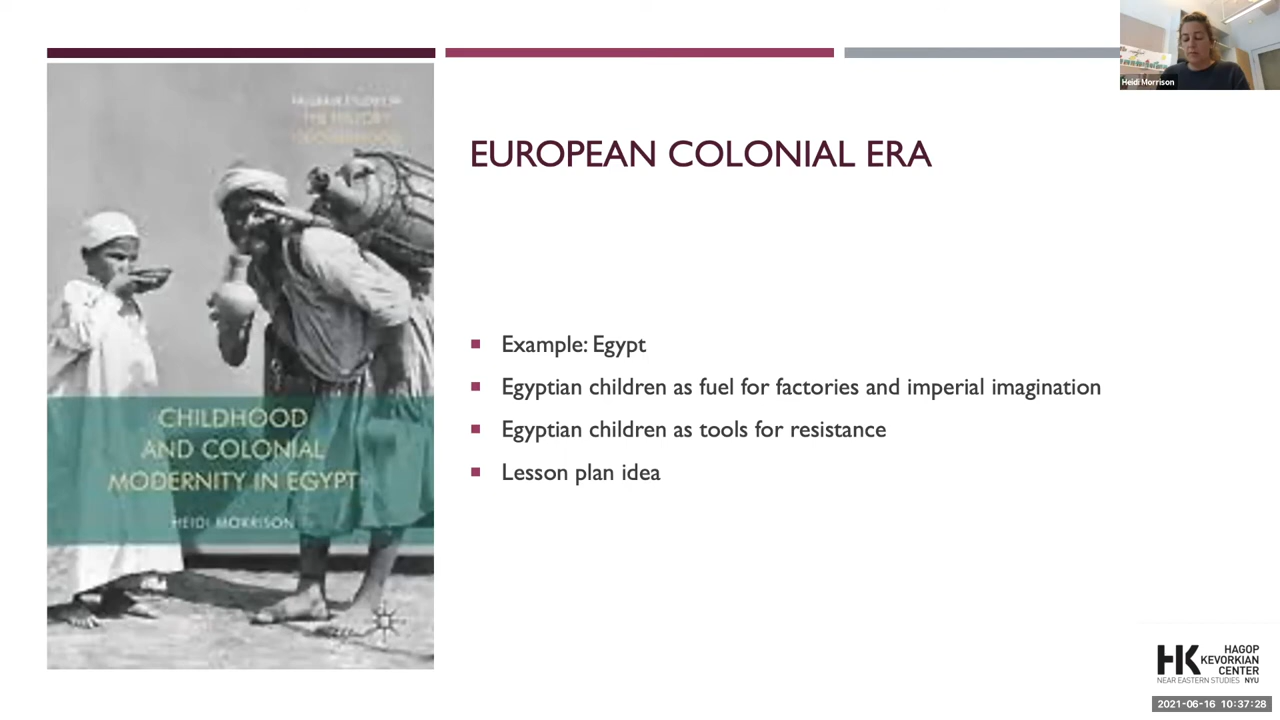 THE HISTORY
CHILDHOOD
AND COLONIAL
MODERNITY IN EGYPT
HEIDI MORRISON
EUROPEAN COLONIAL ERA
Example: Egypt
Egyptian children as fuel for factories and imperial imagination
Egyptian children as tools for resistance
Lesson plan idea
Heidi Morrison
HK
HAGOP
KEVORKIAN
CENTER
NEAR EASTERN STUDIES NYU
2021-06-16 10:37:28